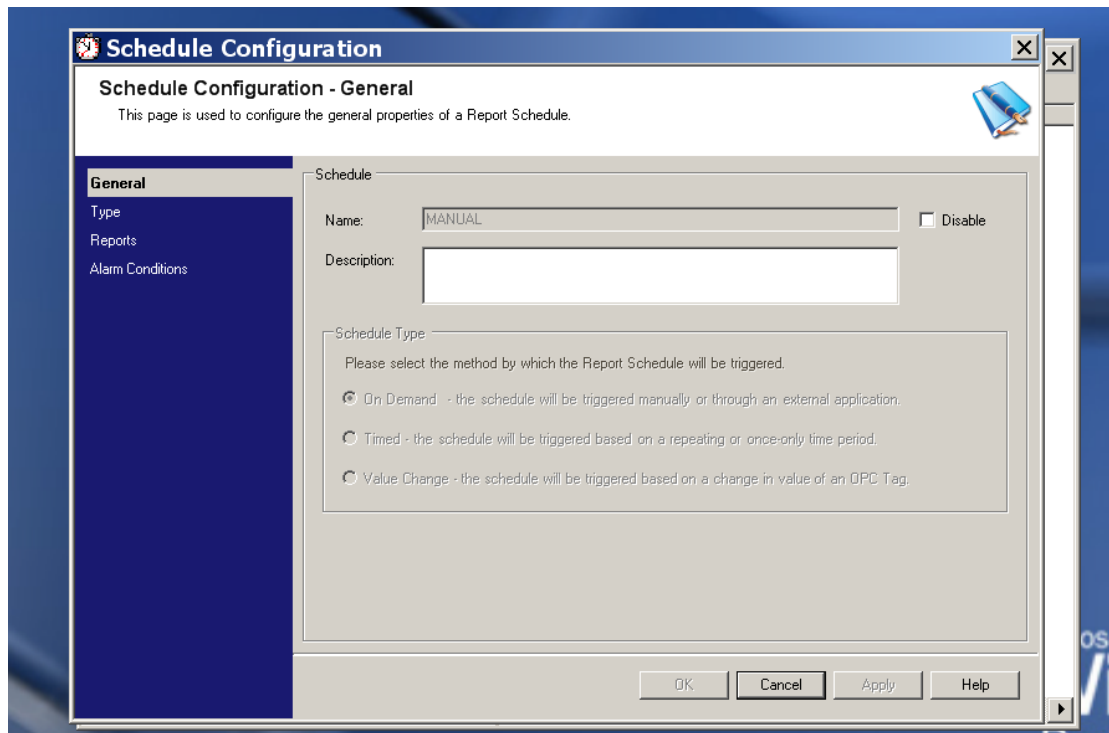 Schedule Configuration
Schedule Configuration - General
This page is used to configure the general properties of a Report Schedule.
General
Type
Reports
Alarm Conditions
Schedule
Name:
MANUAL
Disable
Description:
Schedule Type
Please select the method by which the Report Schedule will be triggered.
On Demand - the schedule will be triggered manually or through an external application.
Timed - the schedule will be triggered based on a repeating or once-only time period.
Value Change - the schedule will be triggered based on a change in value of an OPC Tag.
OK
Cancel
Apply
Help